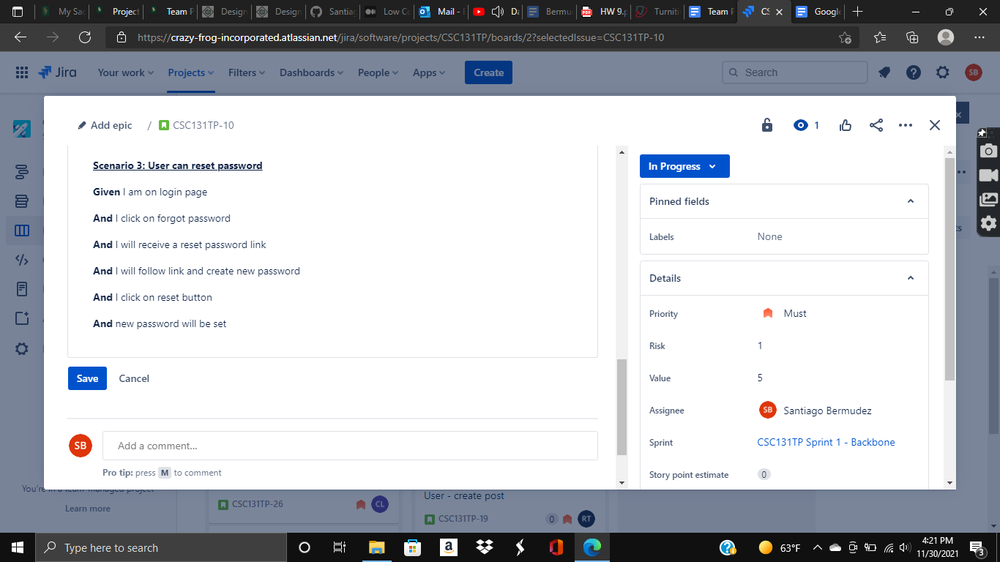 My Sac
Project
Team P
Design
Design
Santiag
Low Co
Mail - 
Da
Bermu
HW 9.p
Turniti
Team P
CS
Google
https://crazy-frog-incorporated.atlassian.net/jira/software/projects/CSC131TP/boards/2?selectedIssue=CSC131TP-10
Jira Your work Projects Filters Dashboards People Apps Create Search SB
Add epic / CSC131TP-10 1
Scenario 3: User can reset password
Given I am on login page
And I click on forgot password
And I will receive a reset password link
And I will follow link and create new password
And I click on reset button
And new password will be set
Save Cancel
SB Add a comment...
Pro tip: press M to comment
In Progress
Pinned fields
Labels None
Details
Priority Must
Risk 1
Value 5
Assignee SB Santiago Bermudez
Sprint CSC131TP Sprint 1 - Backbone
Story point estimate 0
You're in a team-managed project
Learn more
CSC131TP-26 CL
User - create post
CSC131TP-19 0 RT
Type here to search
63°F
4:21 PM
11/30/2021
3